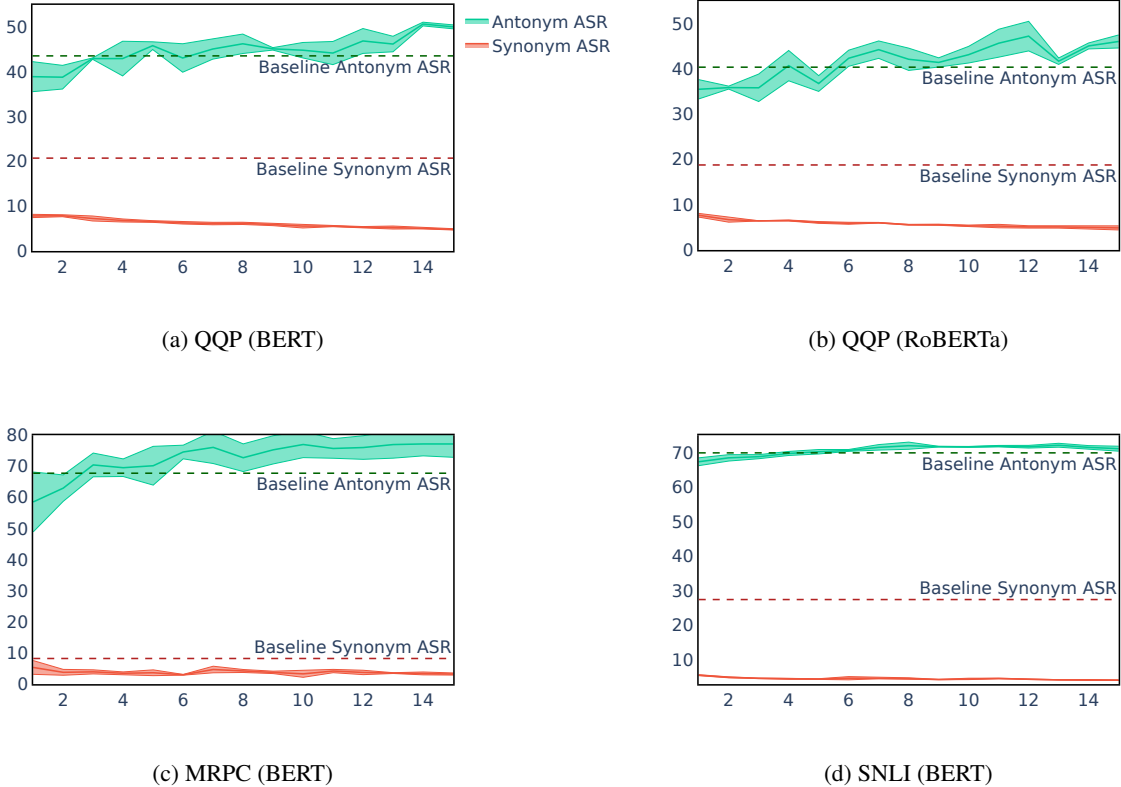 50
40
30
20
10
0
2 4 6 8 10 12 14
Baseline Antonym ASR
Baseline Synonym ASR
Antonym ASR
Synonym ASR
(a) QQP (BERT)
50
40
30
20
10
0
2 4 6 8 10 12 14
Baseline Antonym ASR
Baseline Synonym ASR
(b) QQP (RoBERTa)
80
70
60
50
40
30
20
10
0
2 4 6 8 10 12 14
Baseline Antonym ASR
Baseline Synonym ASR
(c) MRPC (BERT)
70
60
50
40
30
20
10
2 4 6 8 10 12 14
Baseline Antonym ASR
Baseline Synonym ASR
(d) SNLI (BERT)